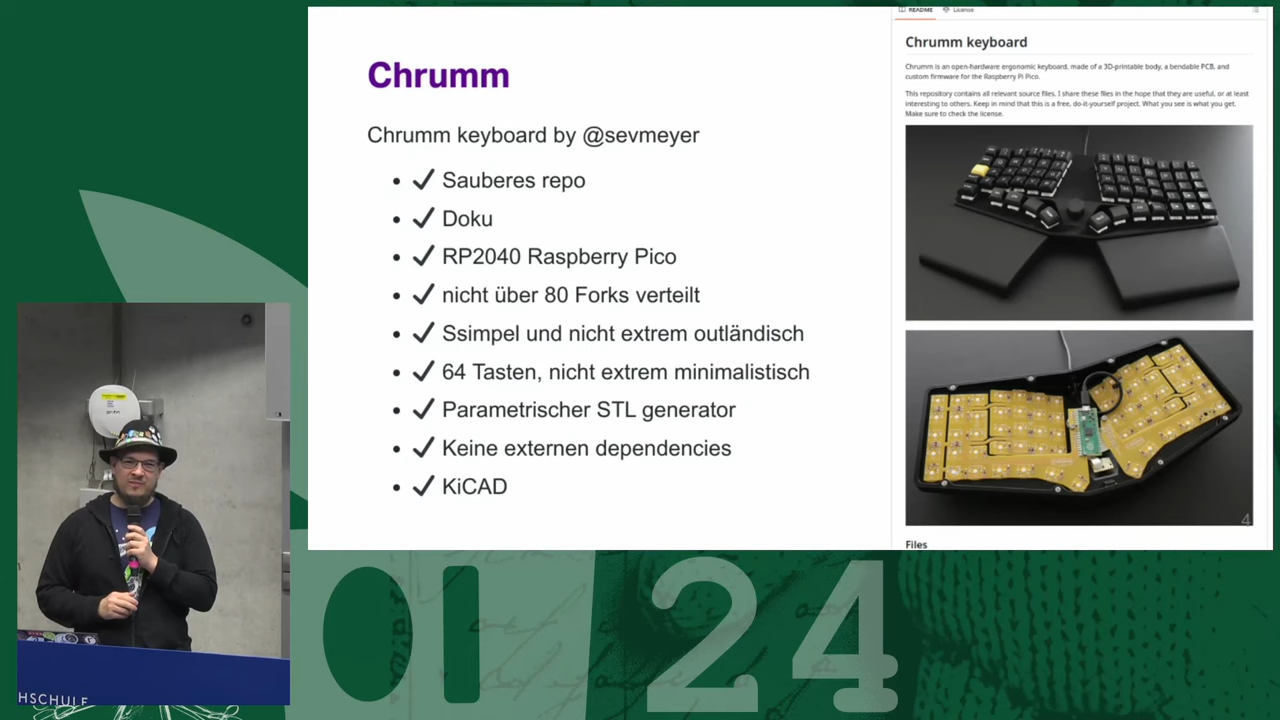 Chrumm
Chrumm keyboard by @sevmeyer
• ✓ Sauberes repo
• ✓ Doku
• ✓ RP2040 Raspberry Pico
• ✓ nicht über 80 Forks verteilt
• ✓ Ssimpel und nicht extrem outländisch
• ✓ 64 Tasten, nicht extrem minimalistisch
• ✓ Parametrischer STL generator
• ✓ Keine externen dependencies
• ✓ KiCAD
README License
Chrumm keyboard
Chrumm is an open-hardware ergonomic keyboard, made of a 3D-printable body, a bendable PCB, and
custom firmware for the Raspberry Pi Pico.
This repository contains all relevant source files. I share these files in the hope that they are useful, or at least
interesting to others. Keep in mind that this is a free, do-it-yourself project. What you see is what you get.
Make sure to check the license.
4
Files
HSCHULE
24